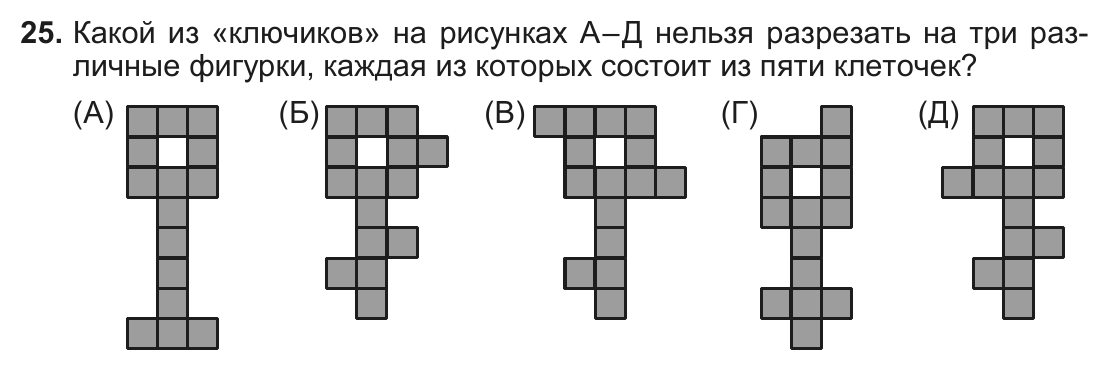 25. Какой из «ключиков» на рисунках А–Д нельзя разрезать на три раз-
личные фигурки, каждая из которых состоит из пяти клеточек?
(А) (Б) (В) (Г) (Д)